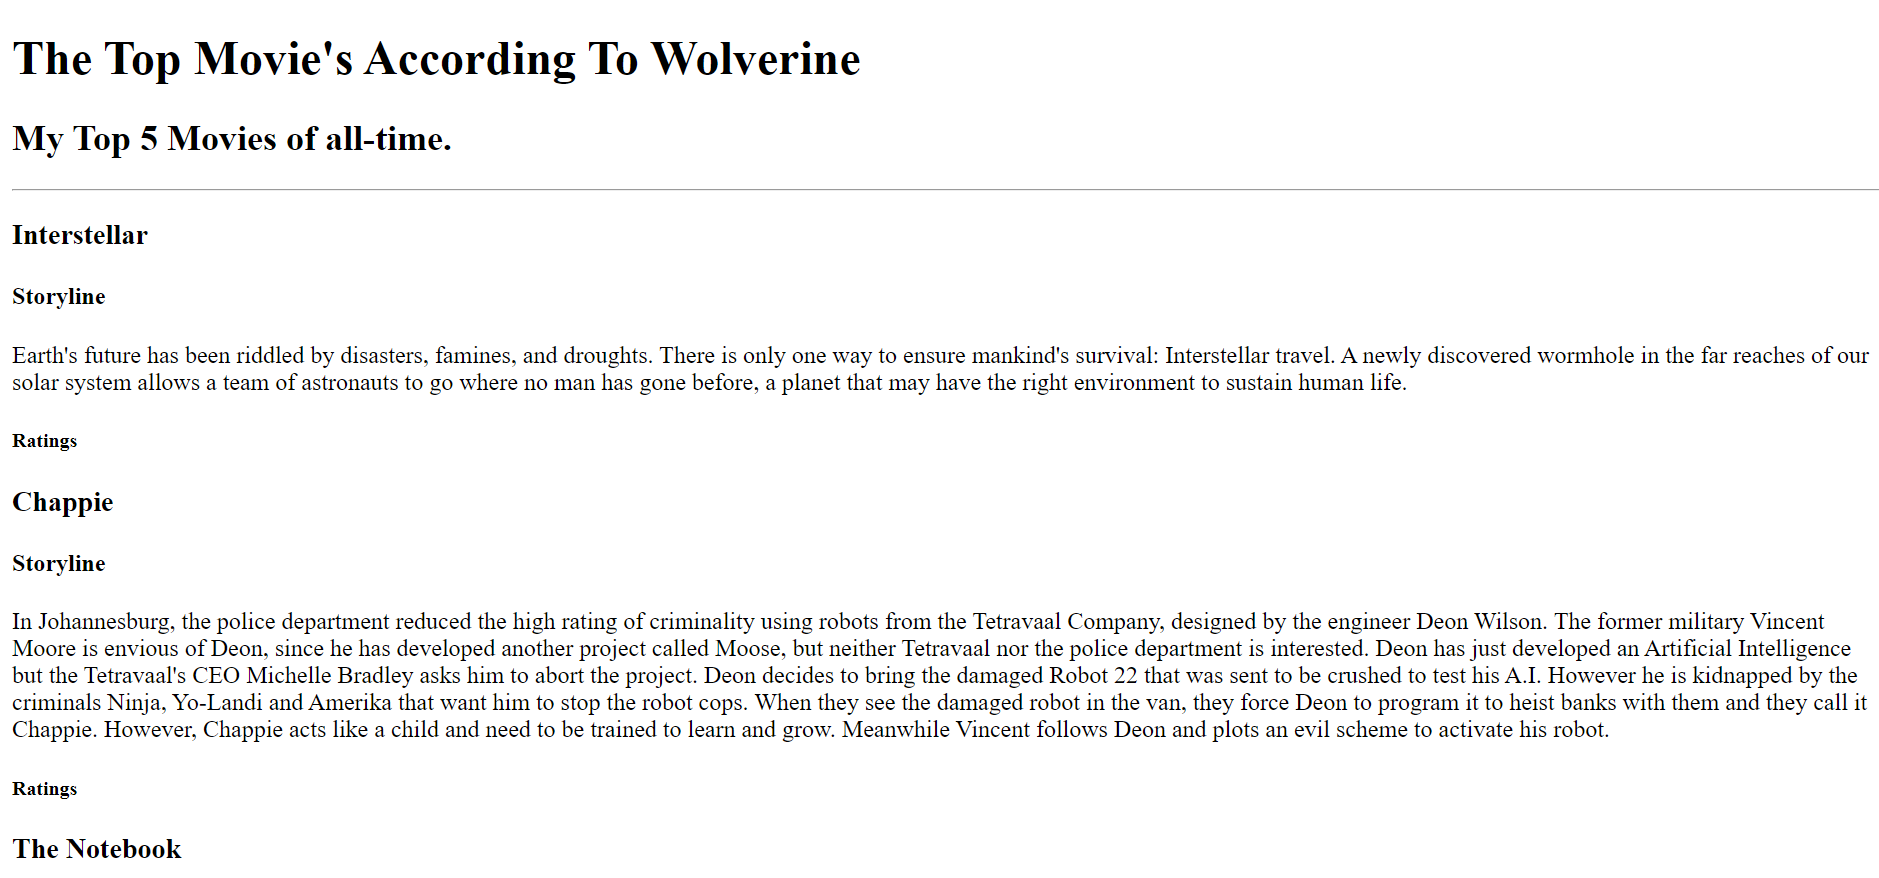 The Top Movie's According To Wolverine
My Top 5 Movies of all-time.
Interstellar
Storyline
Earth's future has been riddled by disasters, famines, and droughts. There is only one way to ensure mankind's survival: Interstellar travel. A newly discovered wormhole in the far reaches of our
solar system allows a team of astronauts to go where no man has gone before, a planet that may have the right environment to sustain human life.
Ratings
Chappie
Storyline
In Johannesburg, the police department reduced the high rating of criminality using robots from the Tetravaal Company, designed by the engineer Deon Wilson. The former military Vincent
Moore is envious of Deon, since he has developed another project called Moose, but neither Tetravaal nor the police department is interested. Deon has just developed an Artificial Intelligence
but the Tetravaal's CEO Michelle Bradley asks him to abort the project. Deon decides to bring the damaged Robot 22 that was sent to be crushed to test his A.I. However he is kidnapped by the
criminals Ninja, Yo-Landi and Amerika that want him to stop the robot cops. When they see the damaged robot in the van, they force Deon to program it to heist banks with them and they call it
Chappie. However, Chappie acts like a child and need to be trained to learn and grow. Meanwhile Vincent follows Deon and plots an evil scheme to activate his robot.
Ratings
The Notebook